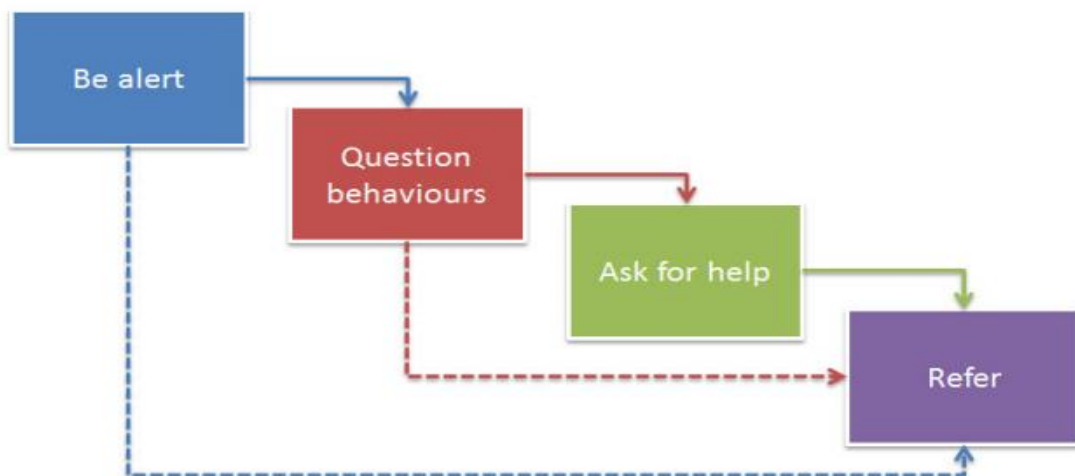 Be alert
Question
behaviours
Ask for help
Refer